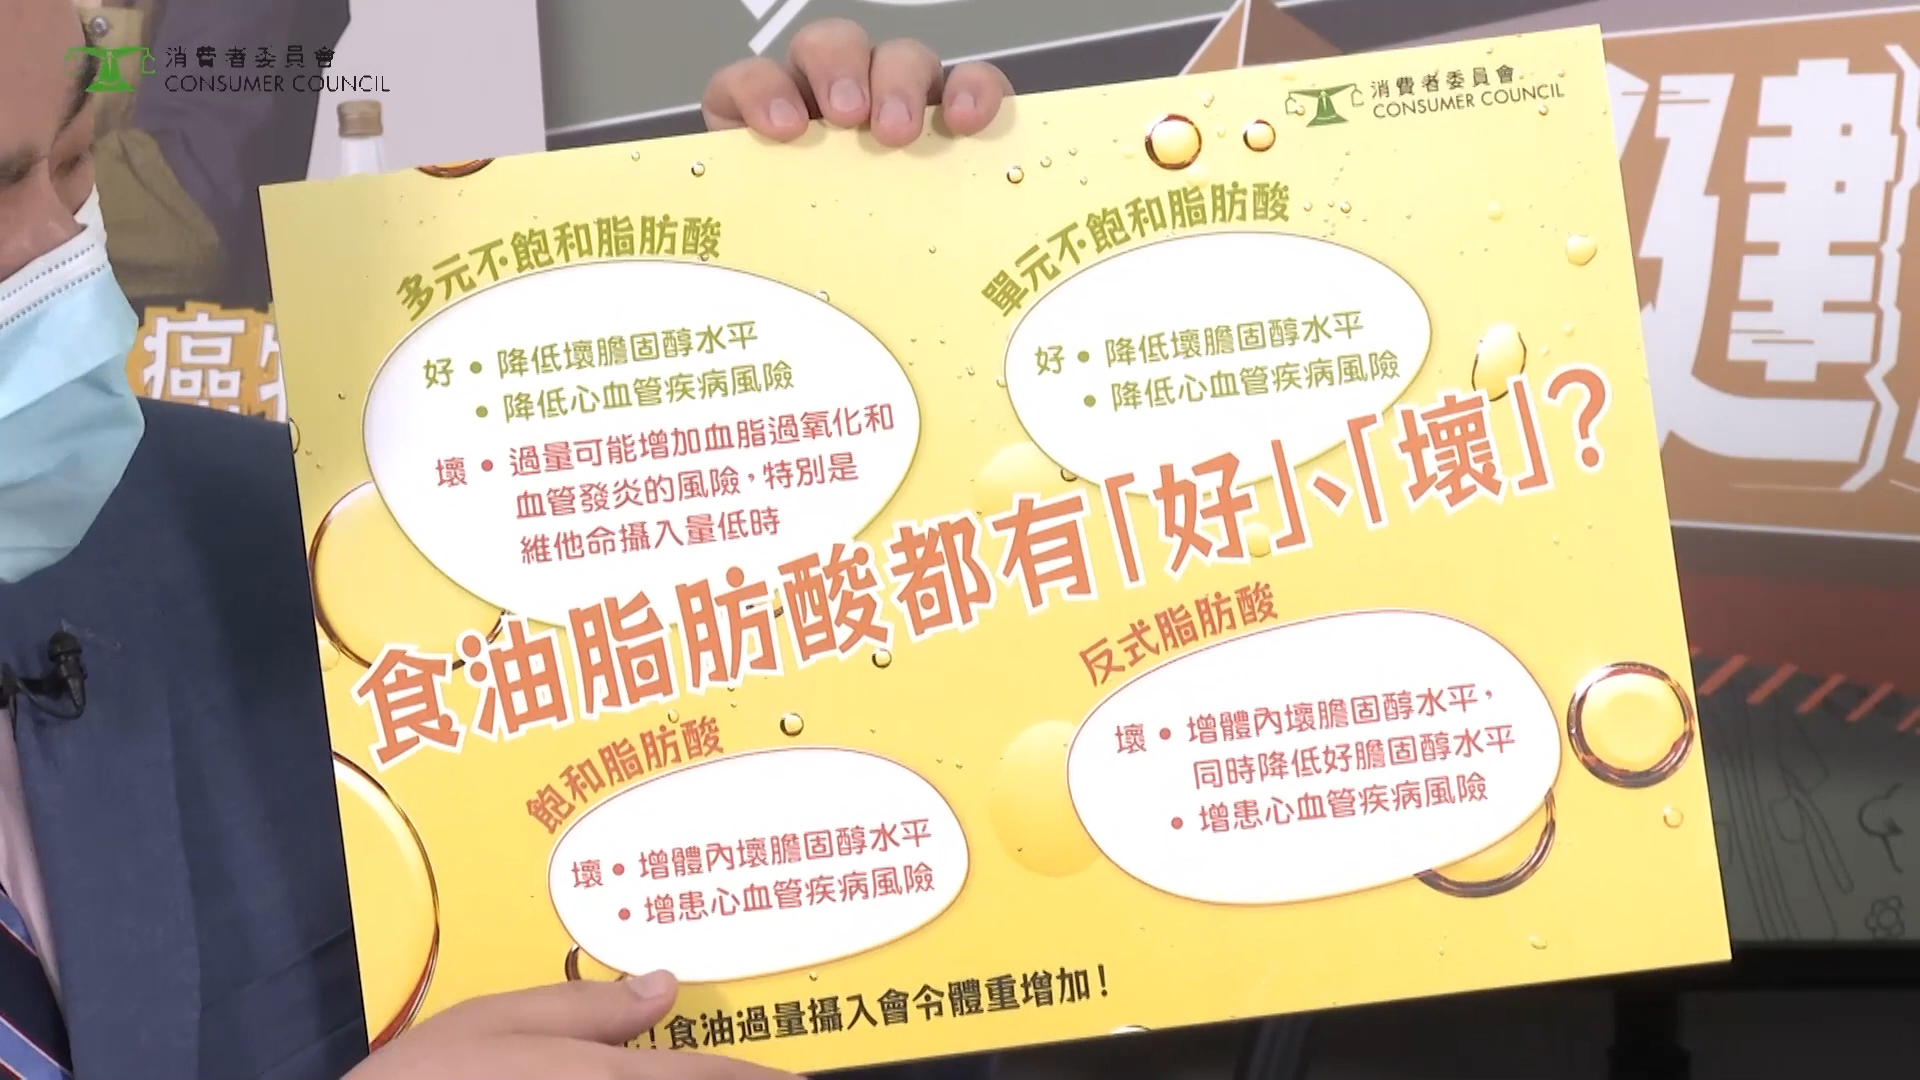 消費者委員會
CONSUMER COUNCIL
消費者委員會
CONSUMER COUNCIL
健
癌
多元不飽和脂肪酸
好 • 降低壞膽固醇水平
• 降低心血管疾病風險
壞 • 過量可能增加血脂過氧化和
血管發炎的風險，特別是
維他命攝入量低時
單元不飽和脂肪酸
好 • 降低壞膽固醇水平
• 降低心血管疾病風險
食油脂肪酸都有「好」、「壞」？
飽和脂肪酸
壞 • 增體內壞膽固醇水平
• 增患心血管疾病風險
反式脂肪酸
壞 • 增體內壞膽固醇水平，
同時降低好膽固醇水平
• 增患心血管疾病風險
！食油過量攝入會令體重增加！